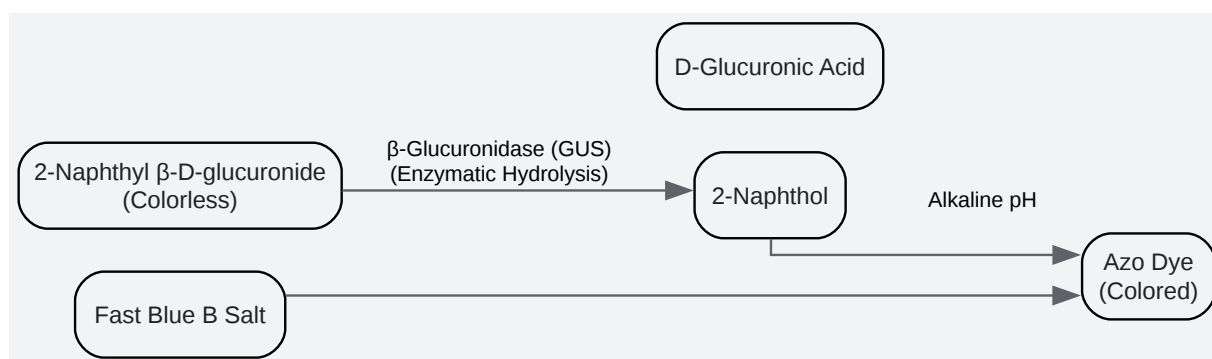 D-Glucuronic Acid
2-Naphthyl β-D-glucuronide
(Colorless)
β-Glucuronidase (GUS)
(Enzymatic Hydrolysis)
2-Naphthol
Alkaline pH
Azo Dye
(Colored)
Fast Blue B Salt